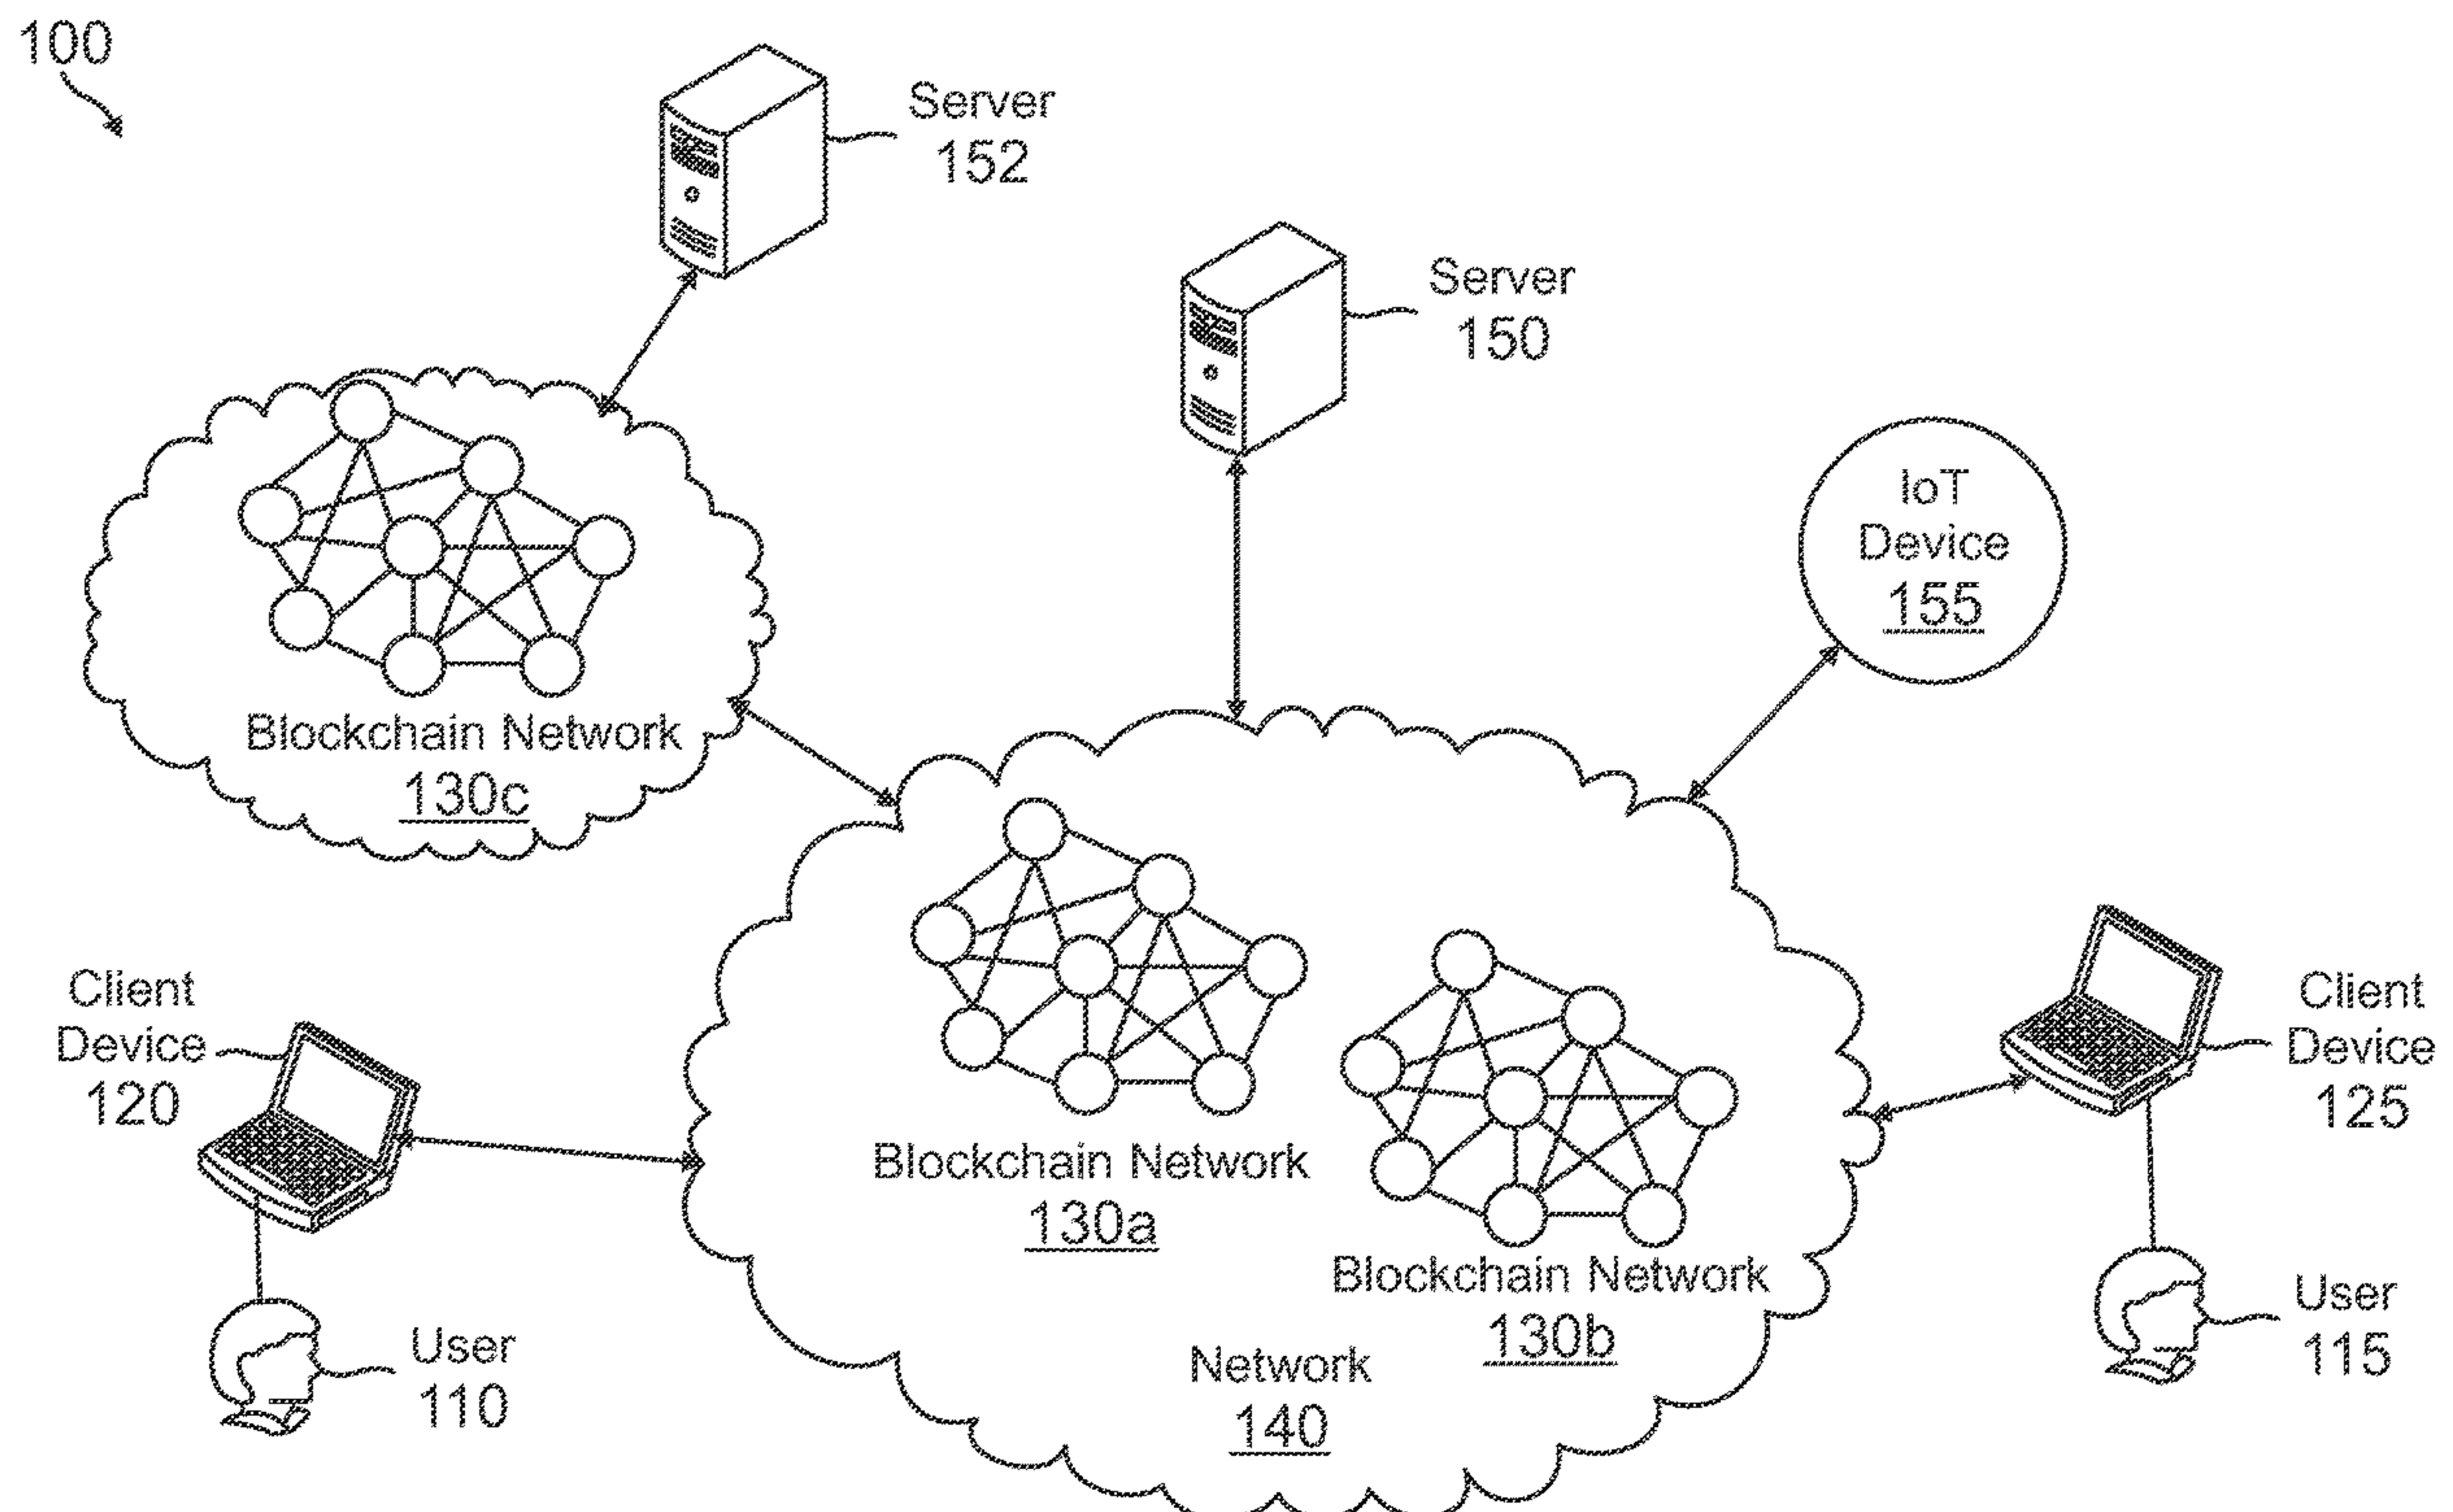 100
Server
152
Server
150
IoT
Device
155
Blockchain Network
130c
Client
Device
120
Client
Device
125
Blockchain Network
130a
Blockchain Network
130b
User
110
User
115
Network
140